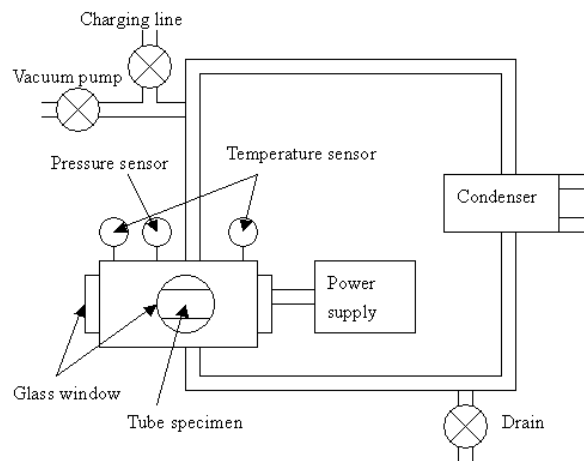 Charging line
Vacuum pump
Pressure sensor
Temperature sensor
Condenser
Power
supply
Glass window
Tube specimen
Drain